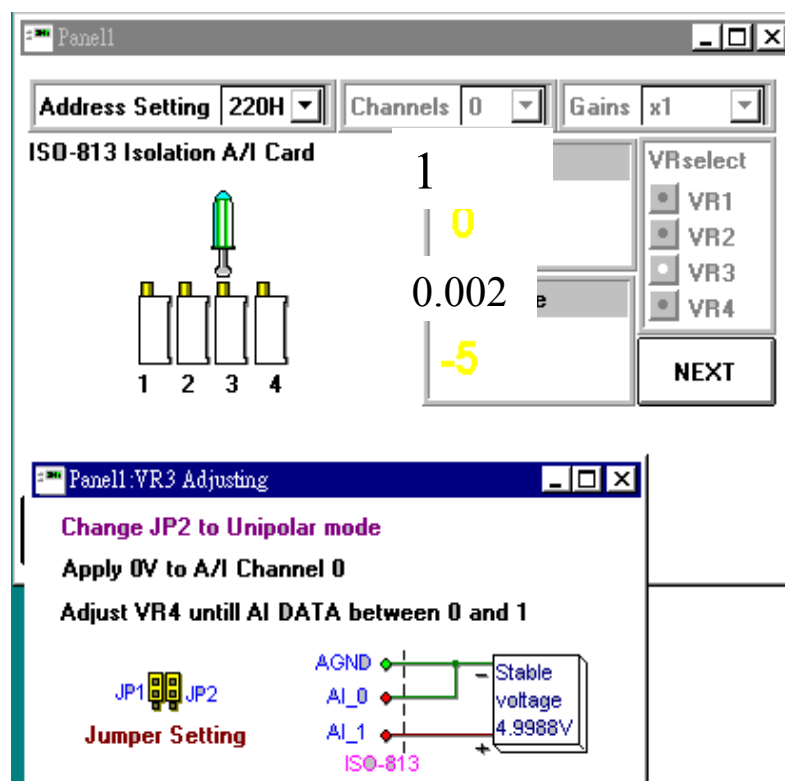 Panel1
Address Setting 220H Channels 0 Gains x1
ISO-813 Isolation A/I Card
1
0
0.002
e
-5
VRselect
VR1
VR2
VR3
VR4
NEXT
1 2 3 4
Panel1:VR3 Adjusting
Change JP2 to Unipolar mode
Apply 0V to A/I Channel 0
Adjust VR4 untill AI DATA between 0 and 1
JP1 JP2
Jumper Setting
AGND
AI_0
AI_1
ISO-813
- Stable
voltage
4.9988V
+